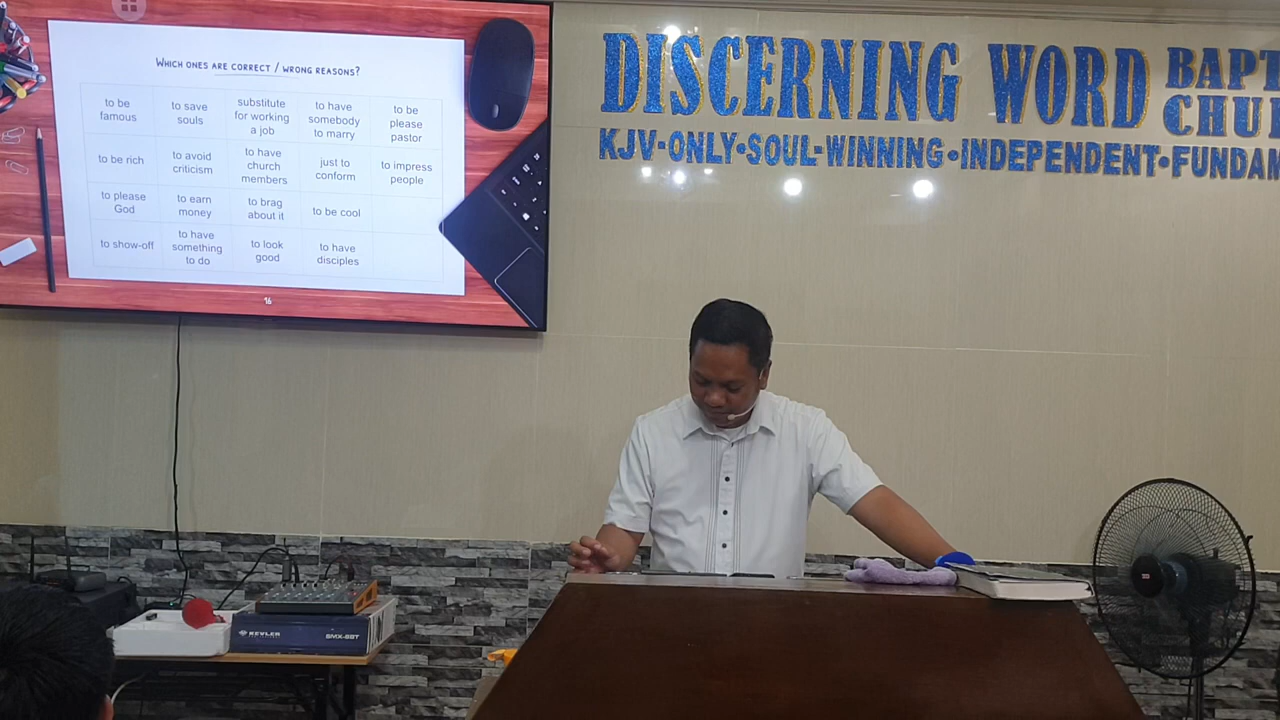 WHICH ONES ARE CORRECT / WRONG REASONS?
to be famous
to save souls
substitute for working a job
to have somebody to marry
to be please pastor
to be rich
to avoid criticism
to have church members
just to conform
to impress people
to please God
to earn money
to brag about it
to be cool
to show-off
to have something to do
to look good
to have disciples
16
DISCERNING WORD BAPT
CHU
KJV-ONLY•SOUL-WINNING•INDEPENDENT•FUNDAM
KEVLER
SMX-8BT